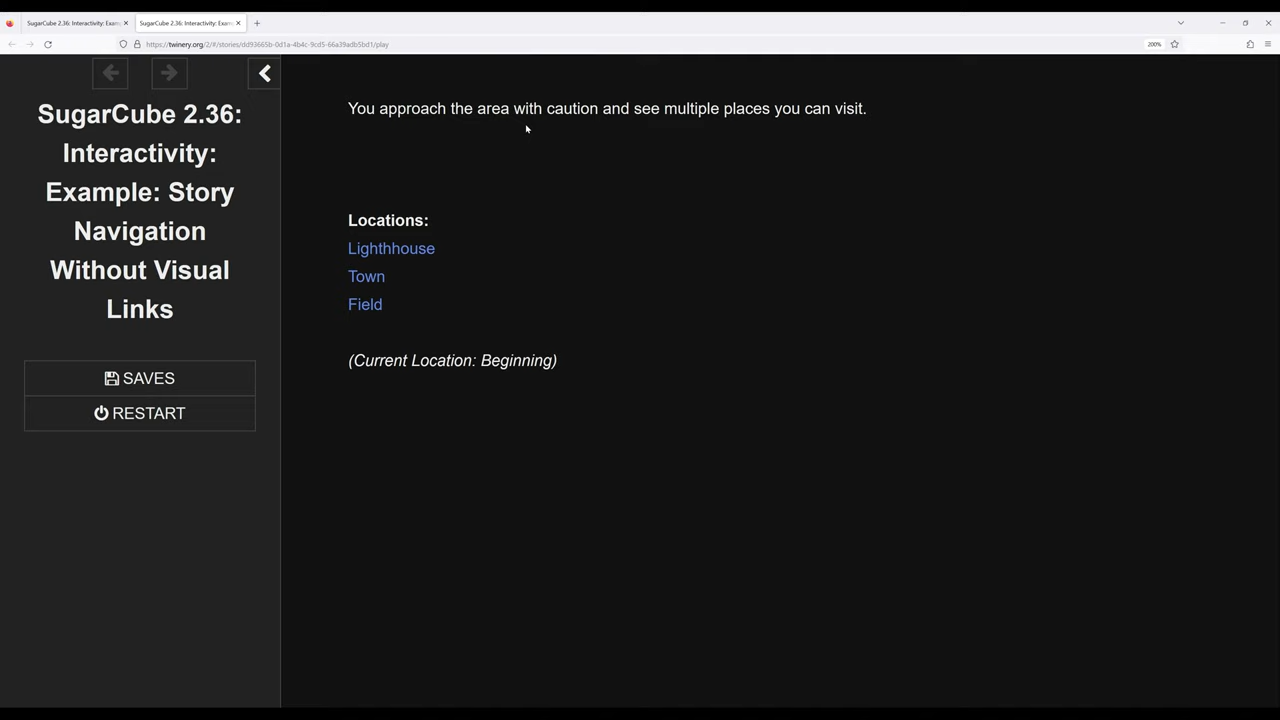 SugarCube 2.36: Interactivity: Exam
SugarCube 2.36: Interactivity: Exam
https://twinery.org/2/#/stories/dd93665b-0d1a-4b4c-9cd5-66a39adb5bd1/play
200%
SugarCube 2.36:
Interactivity:
Example: Story
Navigation
Without Visual
Links
SAVES
RESTART
You approach the area with caution and see multiple places you can visit.
Locations:
Lighthhouse
Town
Field
(Current Location: Beginning)